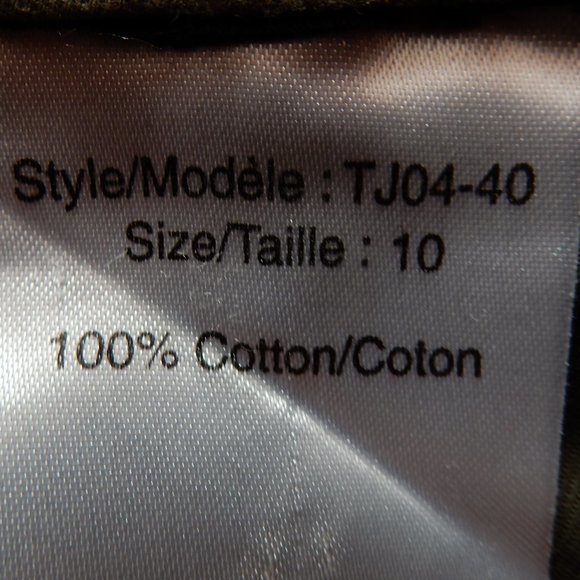 Style/Modèle : TJ04-40
Size/Taille : 10
100% Cotton/Coton